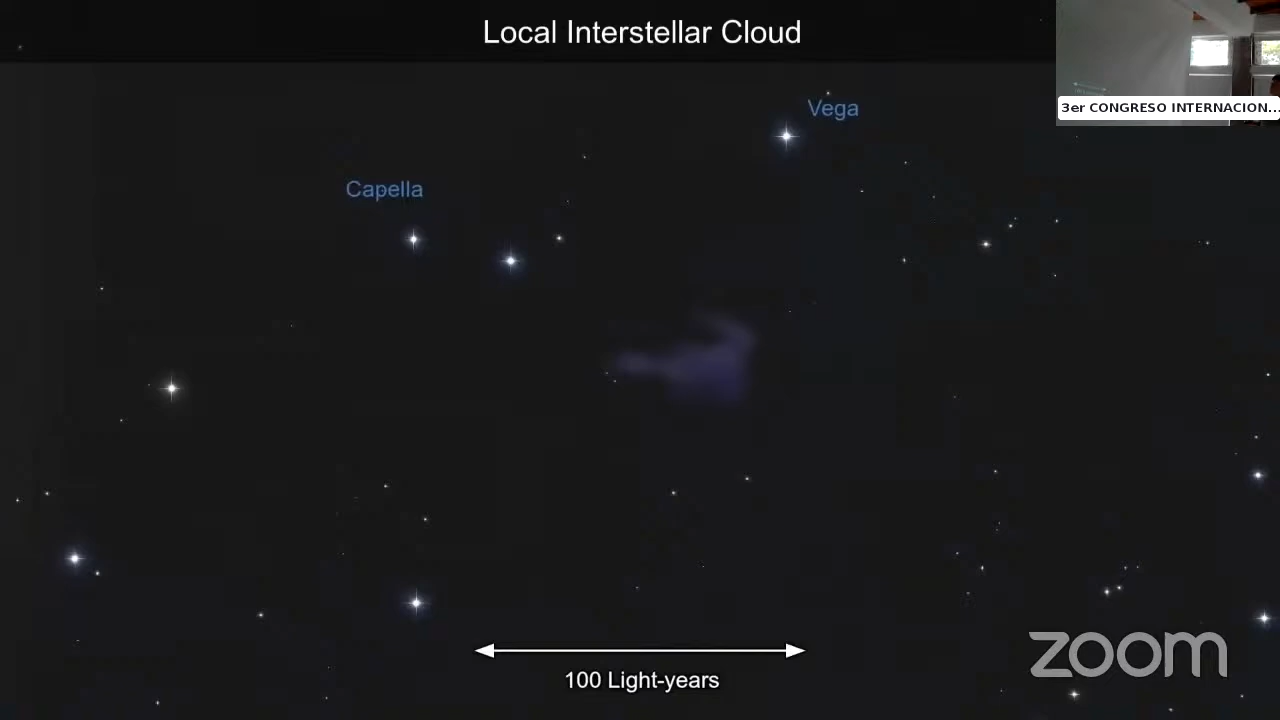 Local Interstellar Cloud
3er CONGRESO INTERNACION...
Vega
Capella
100 Light-years
zoom